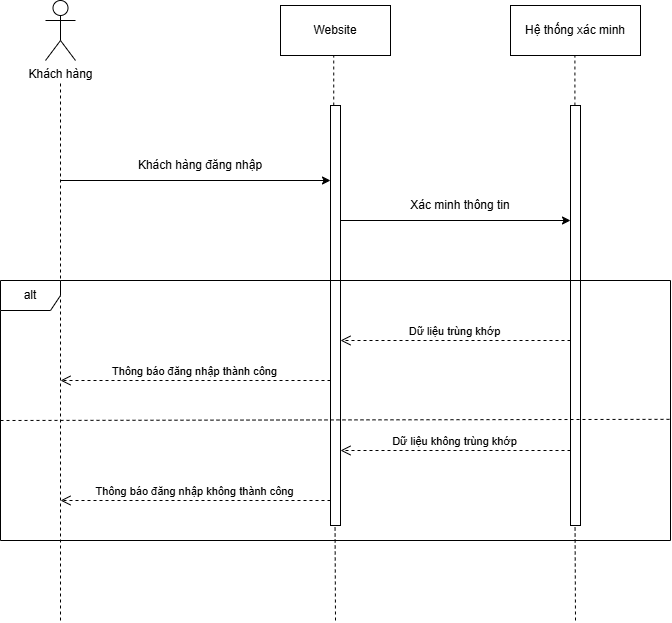 Khách hàng
Website
Hệ thống xác minh
Khách hàng đăng nhập
Xác minh thông tin
alt
Dữ liệu trùng khớp
Thông báo đăng nhập thành công
Dữ liệu không trùng khớp
Thông báo đăng nhập không thành công